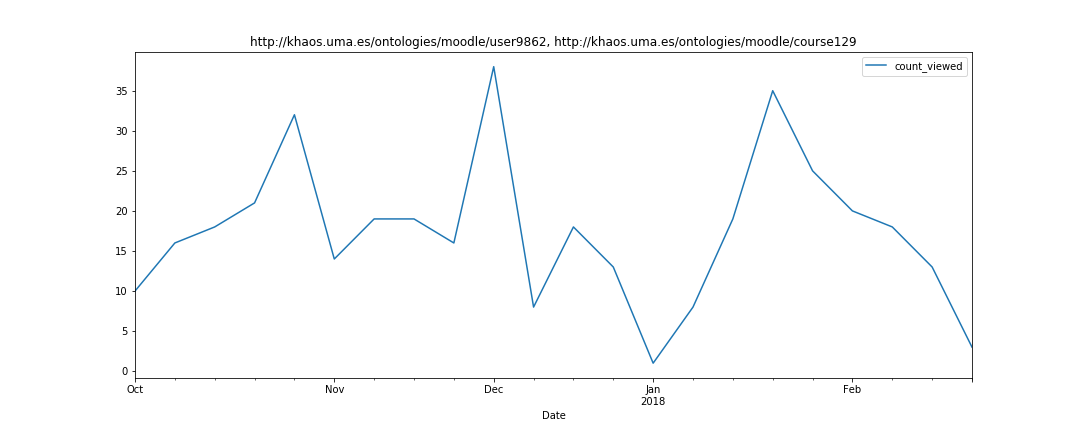 http://khaos.uma.es/ontologies/moodle/user9862, http://khaos.uma.es/ontologies/moodle/course129
count_viewed
35
30
25
20
15
10
5
0
Oct Nov Dec Jan Feb
2018
Date